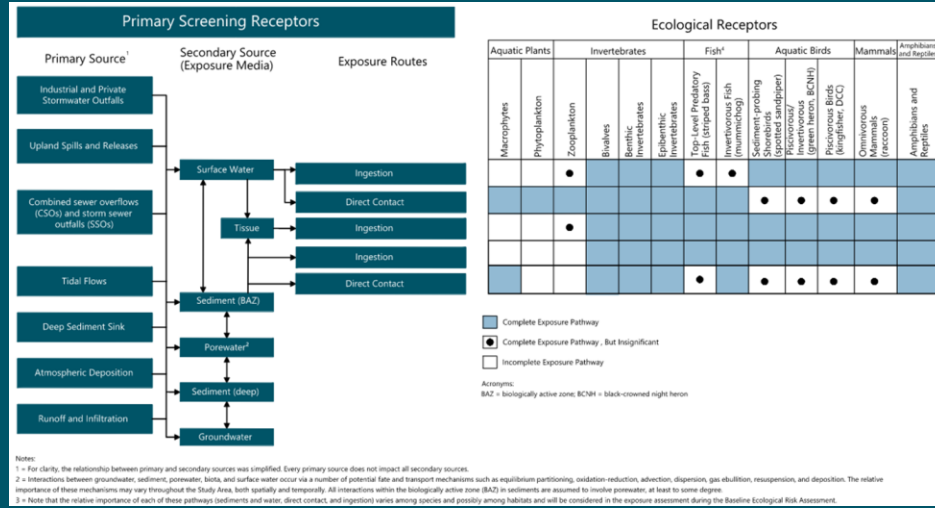 Primary Screening Receptors
Primary Source¹
Secondary Source
(Exposure Media)
Exposure Routes
Industrial and Private
Stormwater Outfalls
Upland Spills and Releases
Combined sewer overflows
(CSOs) and storm sewer
outfalls (SSOs)
Tidal Flows
Deep Sediment Sink
Atmospheric Deposition
Runoff and Infiltration
Surface Water
Tissue
Sediment (BAZ)
Porewater²
Sediment (deep)
Groundwater
Ingestion
Direct Contact
Ingestion
Ingestion
Direct Contact
Ecological Receptors
Aquatic Plants
Invertebrates
Fish⁴
Aquatic Birds
Mammals
Amphibians
and Reptiles
Macrophytes
Phytoplankton
Zooplankton
Bivalves
Benthic
Invertebrates
Epibenthic
Invertebrates
Top-Level Predatory
Fish (striped bass)
Invertivorous Fish
(mummichog)
Sediment-probing
Shorebirds
(spotted sandpiper)
Piscivorous/
Invertivorous
(green heron, BCNH)
Piscivorous Birds
(kingfisher, DCC)
Omnivorous
Mammals
(raccoon)
Amphibians and
Reptiles
Complete Exposure Pathway
Complete Exposure Pathway , But Insignificant
Incomplete Exposure Pathway
Acronyms:
BAZ = biologically active zone; BCNH = black-crowned night heron
Notes:
1 = For clarity, the relationship between primary and secondary sources was simplified. Every primary source does not impact all secondary sources.
2 = Interactions between groundwater, sediment, porewater, biota, and surface water occur via a number of potential fate and transport mechanisms such as equilibrium partitioning, oxidation-reduction, advection, dispersion, gas ebullition, resuspension, and deposition. The relative
importance of these mechanisms may vary throughout the Study Area, both spatially and temporally. All interactions within the biologically active zone (BAZ) in sediments are assumed to involve porewater, at least to some degree.
3 = Note that the relative importance of each of these pathways (sediments and water, direct contact, and ingestion) varies among species and possibly among habitats and will be considered in the exposure assessment during the Baseline Ecological Risk Assessment.